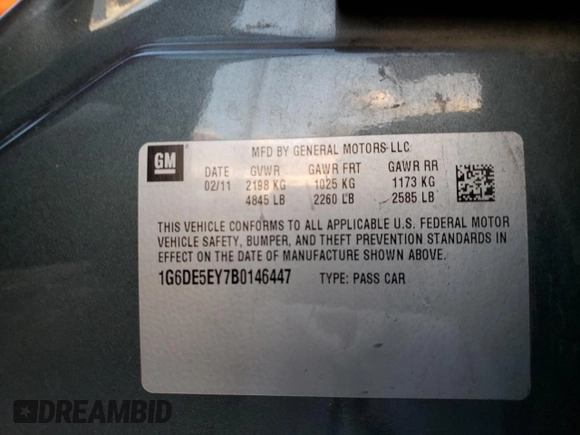 GM
MFD BY GENERAL MOTORS LLC
DATE GVWR GAWR FRT GAWR RR
02/11 2198 KG 1025 KG 1173 KG
4845 LB 2260 LB 2585 LB
THIS VEHICLE CONFORMS TO ALL APPLICABLE U.S. FEDERAL MOTOR
VEHICLE SAFETY, BUMPER, AND THEFT PREVENTION STANDARDS IN
EFFECT ON THE DATE OF MANUFACTURE SHOWN ABOVE.
1G6DE5EY7B0146447 TYPE: PASS CAR
DREAMBID